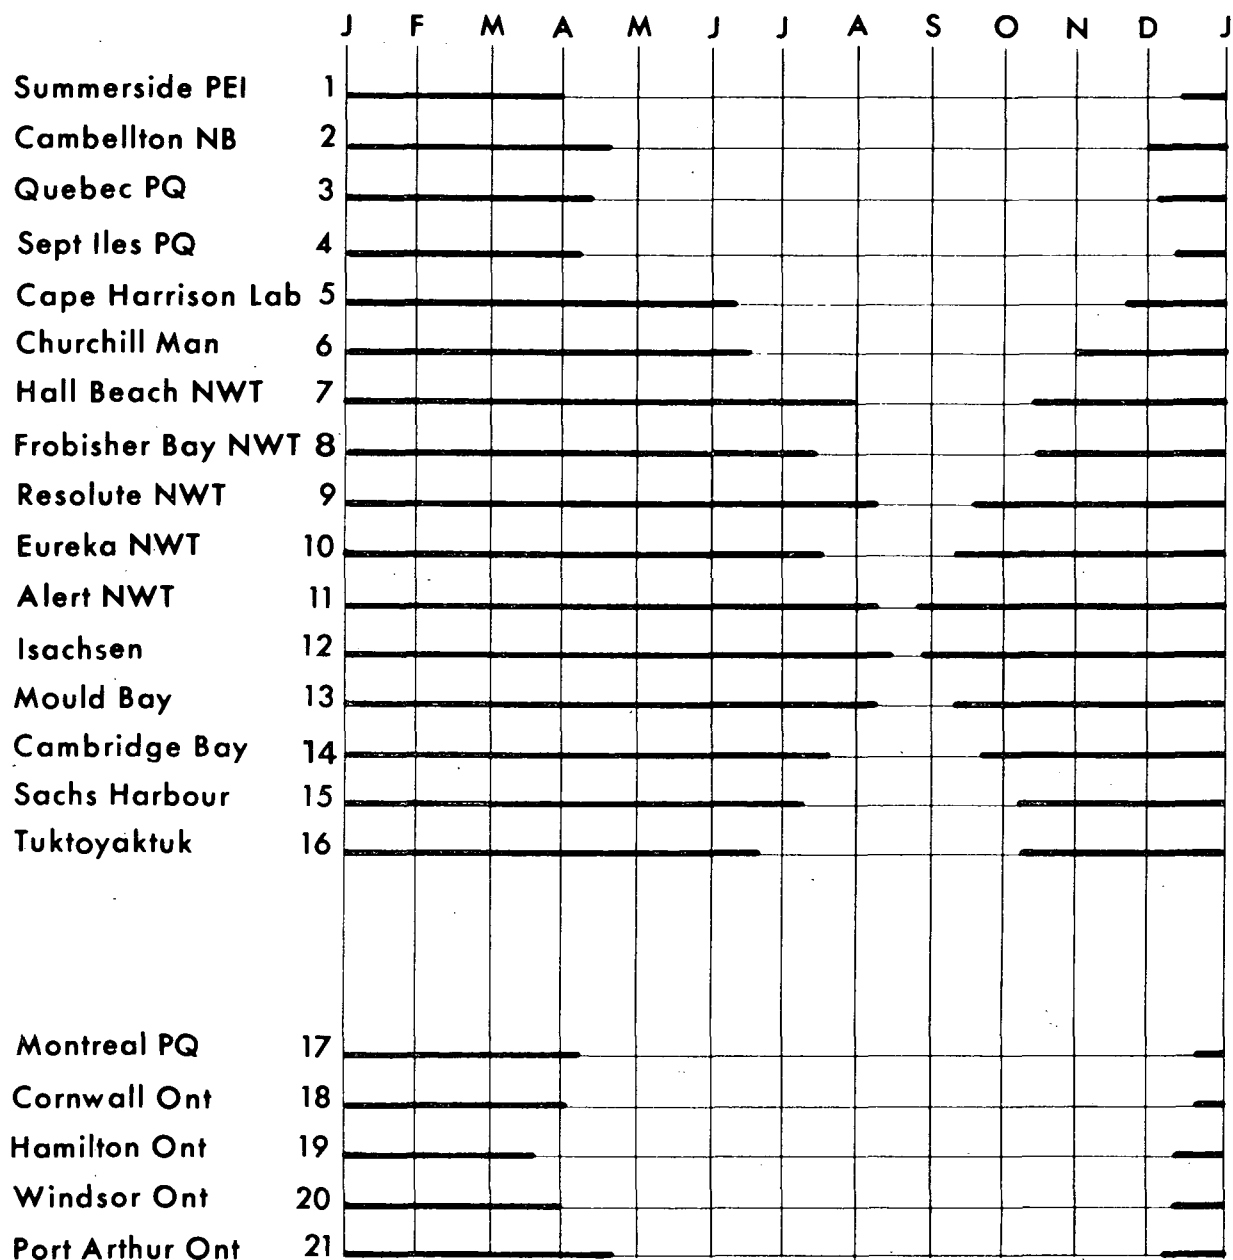 J F M A M J J A S O N D J
Summerside PEI 1
Cambellton NB 2
Quebec PQ 3
Sept Iles PQ 4
Cape Harrison Lab 5
Churchill Man 6
Hall Beach NWT 7
Frobisher Bay NWT 8
Resolute NWT 9
Eureka NWT 10
Alert NWT 11
Isachsen 12
Mould Bay 13
Cambridge Bay 14
Sachs Harbour 15
Tuktoyaktuk 16
Montreal PQ 17
Cornwall Ont 18
Hamilton Ont 19
Windsor Ont 20
Port Arthur Ont 21